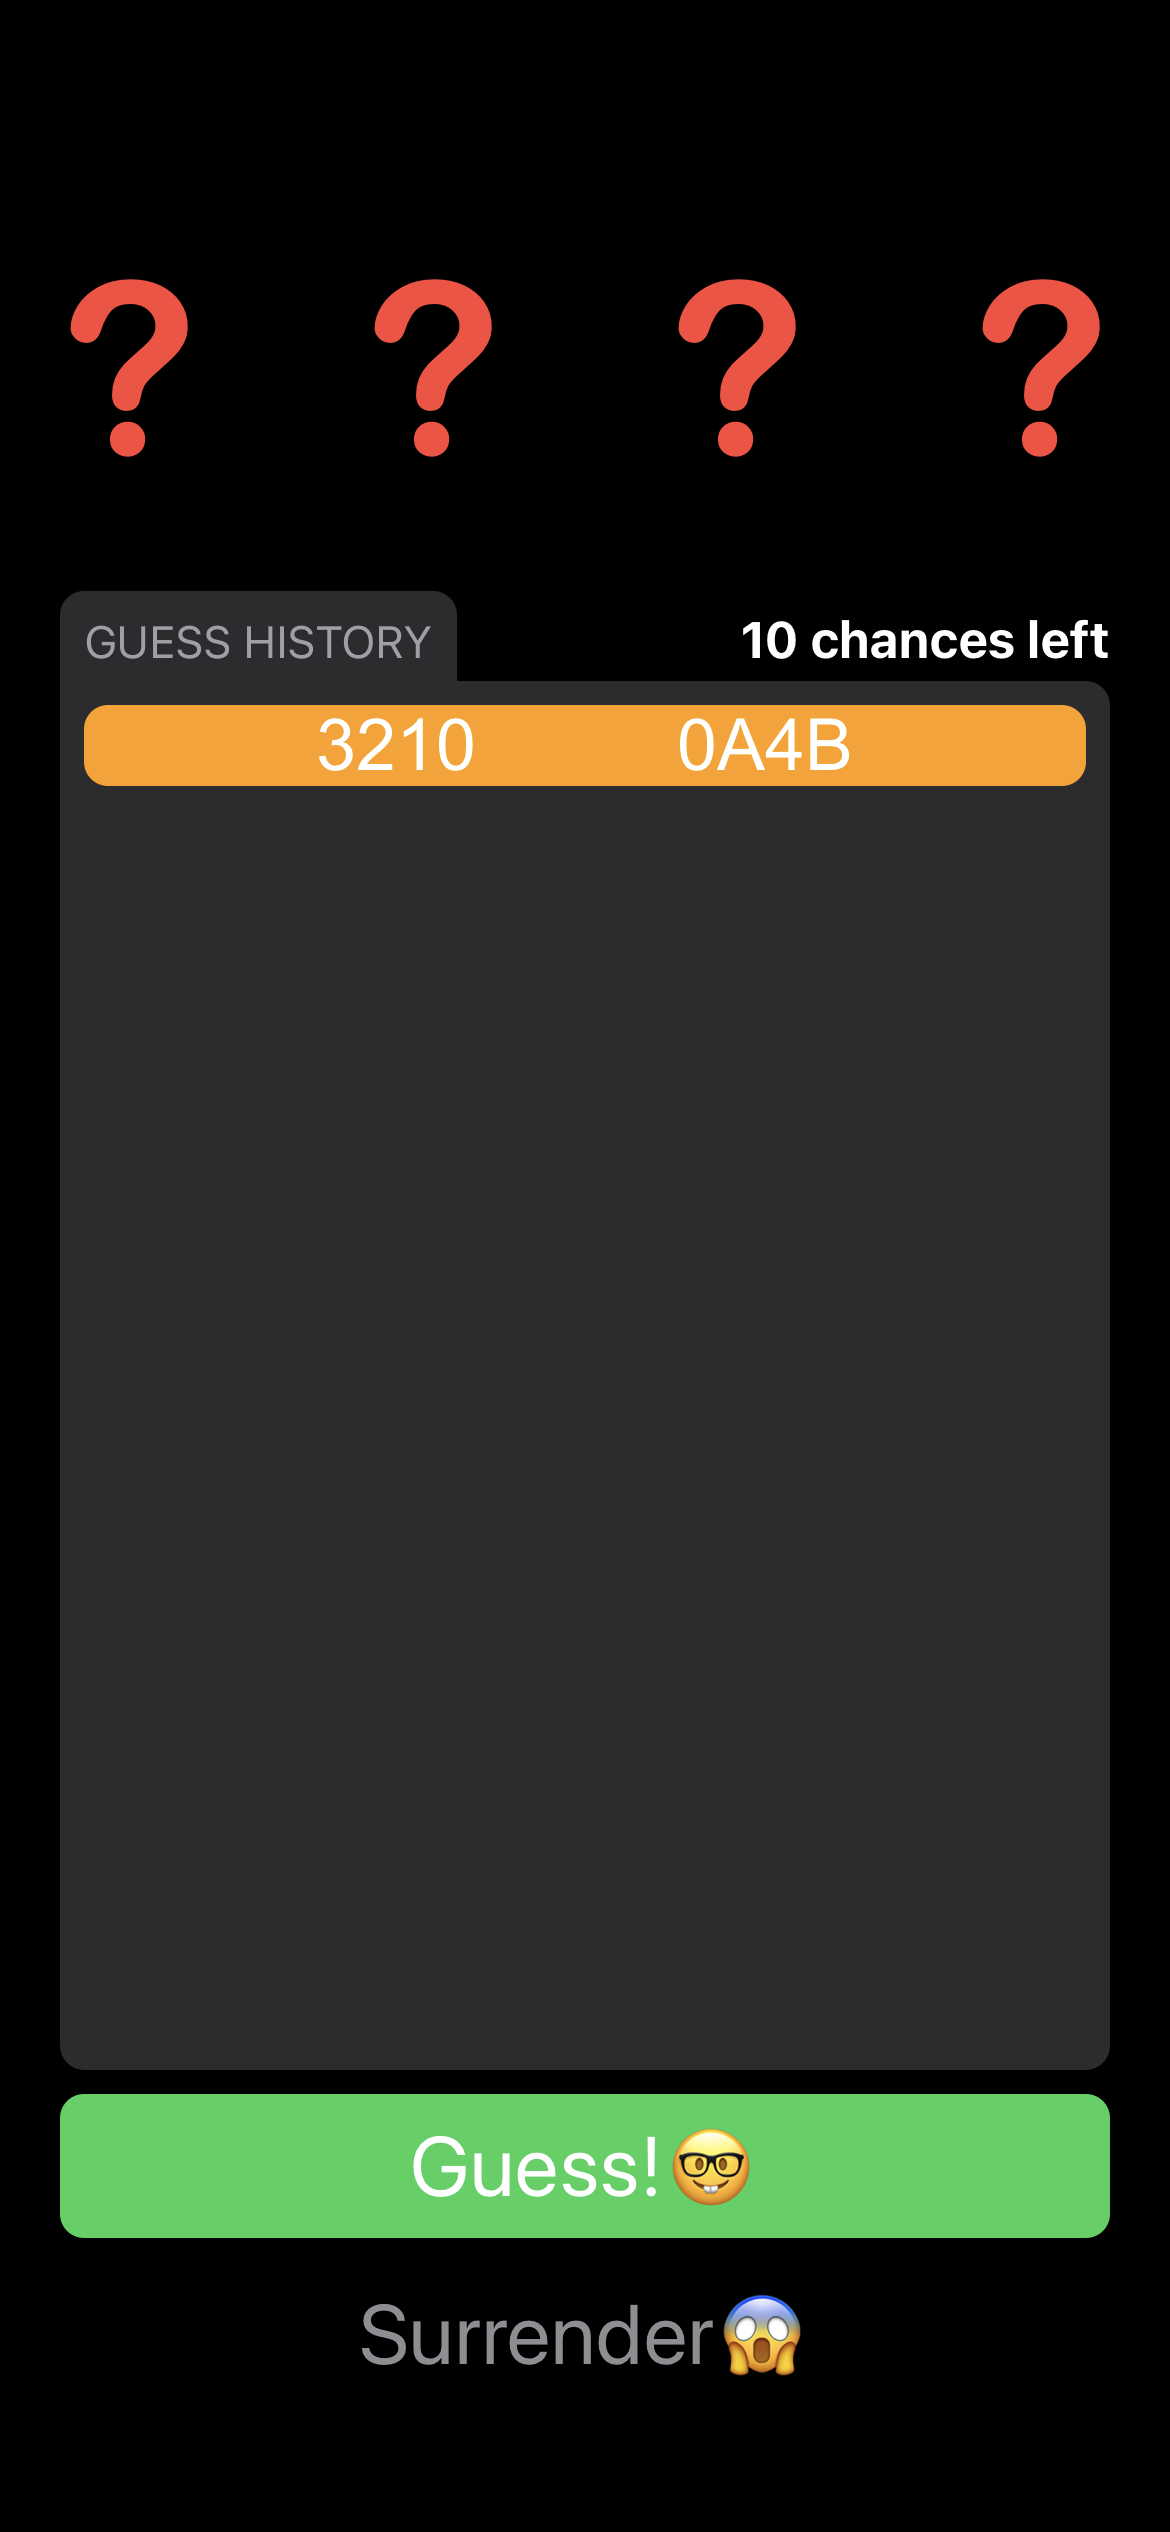 ❓ ❓ ❓ ❓
GUESS HISTORY
10 chances left
3210 0A4B
Guess!🤓
Surrender😱